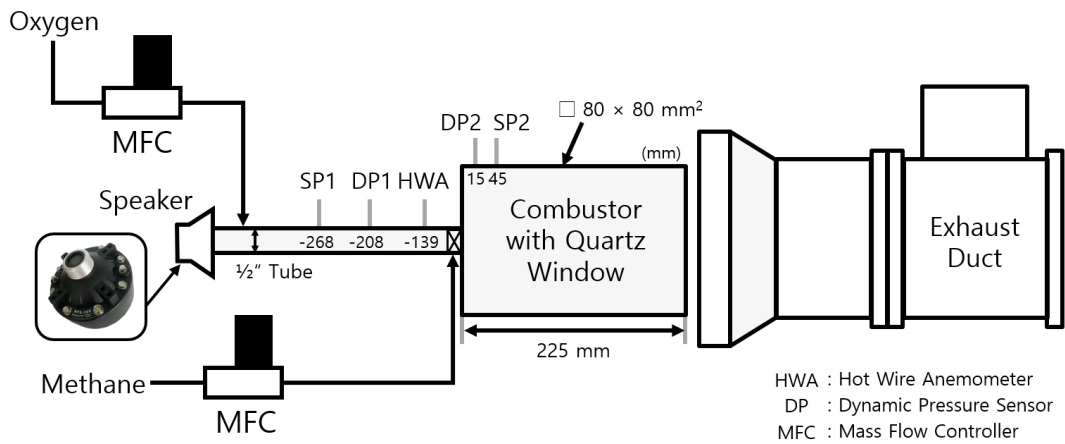 Oxygen
MFC
DP2 SP2
□ 80 × 80 mm²
(mm)
15 45
SP1 DP1 HWA
Speaker
-268 -208 -139
½“ Tube
Combustor
with Quartz
Window
Exhaust
Duct
225 mm
Methane
MFC
HWA : Hot Wire Anemometer
DP : Dynamic Pressure Sensor
MFC : Mass Flow Controller